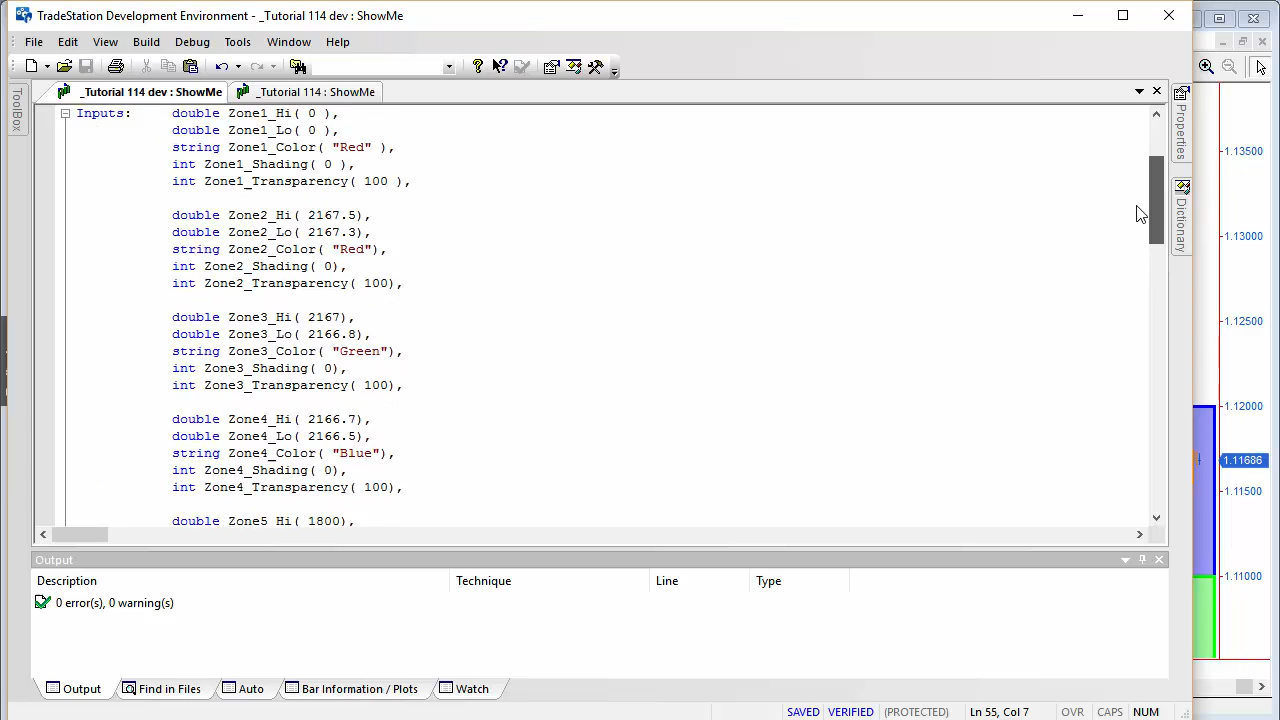 TradeStation Development Environment - _Tutorial 114 dev : ShowMe
File Edit View Build Debug Tools Window Help
_Tutorial 114 dev : ShowMe _Tutorial 114 : ShowMe
ToolBox
Inputs: double Zone1_Hi( 0 ),
double Zone1_Lo( 0 ),
string Zone1_Color( "Red" ),
int Zone1_Shading( 0 ),
int Zone1_Transparency( 100 ),
double Zone2_Hi( 2167.5),
double Zone2_Lo( 2167.3),
string Zone2_Color( "Red"),
int Zone2_Shading( 0),
int Zone2_Transparency( 100),
double Zone3_Hi( 2167),
double Zone3_Lo( 2166.8),
string Zone3_Color( "Green"),
int Zone3_Shading( 0),
int Zone3_Transparency( 100),
double Zone4_Hi( 2166.7),
double Zone4_Lo( 2166.5),
string Zone4_Color( "Blue"),
int Zone4_Shading( 0),
int Zone4_Transparency( 100),
double Zone5_Hi( 1800),
Properties
Dictionary
1.13500
1.13000
1.12500
1.12000
1.11686
1.11500
1.11000
Output
Description Technique Line Type
0 error(s), 0 warning(s)
Output Find in Files Auto Bar Information / Plots Watch
SAVED VERIFIED (PROTECTED) Ln 55, Col 7 OVR CAPS NUM